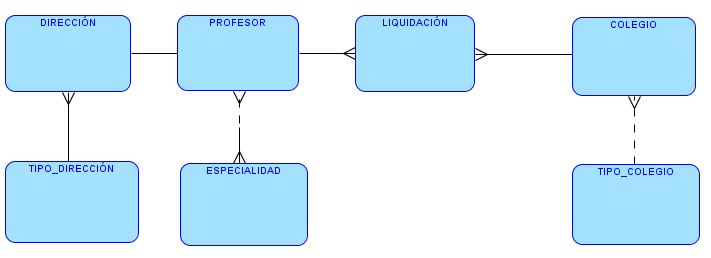 DIRECCIÓN
PROFESOR
LIQUIDACIÓN
COLEGIO
TIPO_DIRECCIÓN
ESPECIALIDAD
TIPO_COLEGIO